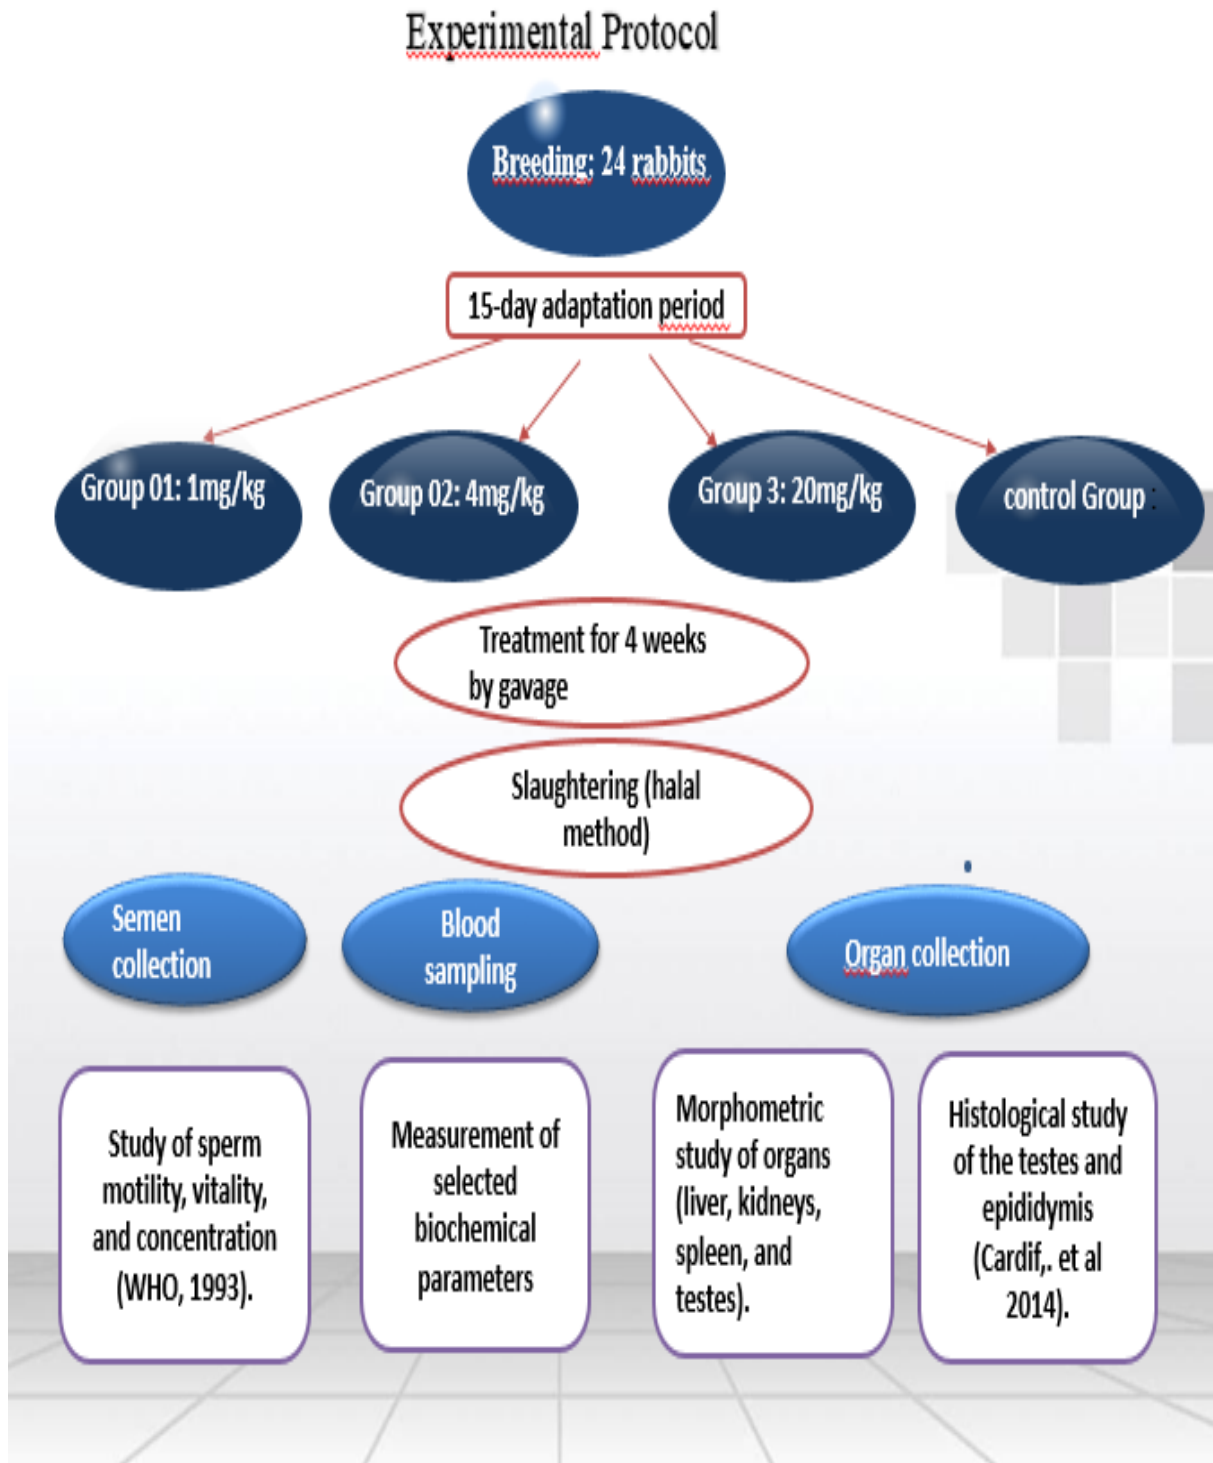 Experimental Protocol
Breeding; 24 rabbits
15-day adaptation period
Group 01: 1mg/kg
Group 02: 4mg/kg
Group 3: 20mg/kg
control Group :
Treatment for 4 weeks
by gavage
Slaughtering (halal
method)
Semen
collection
Blood
sampling
Organ collection
Study of sperm
motility, vitality,
and concentration
(WHO, 1993).
Measurement of
selected
biochemical
parameters
Morphometric
study of organs
(liver, kidneys,
spleen, and
testes).
Histological study
of the testes and
epididymis
(Cardif,. et al
2014).